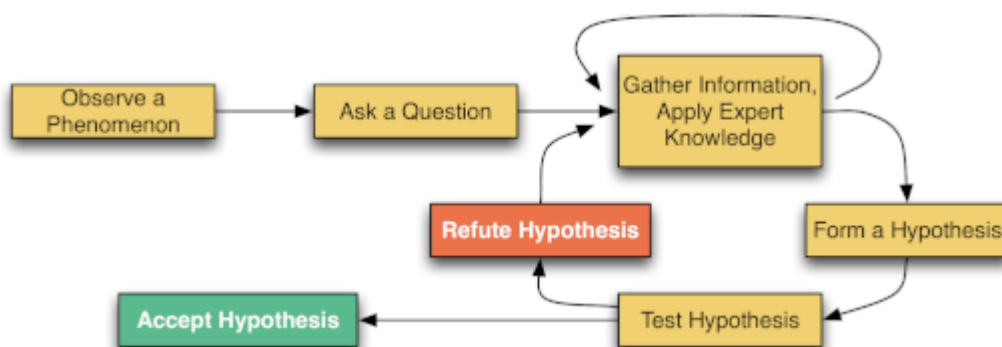 Observe a
Phenomenon
Ask a Question
Gather Information,
Apply Expert
Knowledge
Refute Hypothesis
Form a Hypothesis
Accept Hypothesis
Test Hypothesis